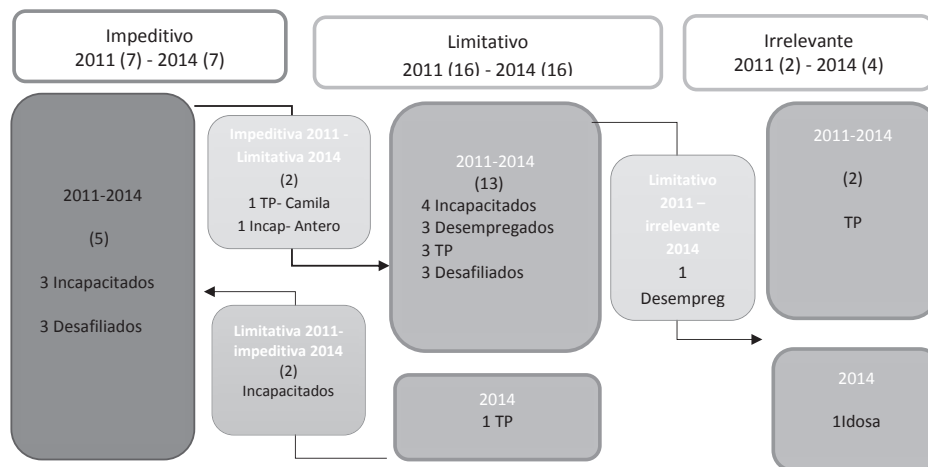 Impeditivo
2011 (7) - 2014 (7)
Limitativo
2011 (16) - 2014 (16)
Irrelevante
2011 (2) - 2014 (4)
2011-2014
(5)
3 Incapacitados
3 Desafiliados
Impeditiva 2011 -
Limitativa 2014
(2)
1 TP- Camila
1 Incap- Antero
Limitativa 2011-
impeditiva 2014
(2)
Incapacitados
2011-2014
(13)
4 Incapacitados
3 Desempregados
3 TP
3 Desafiliados
2014
1 TP
Limitativo
2011 –
irrelevante
2014
1
Desempreg
2011-2014
(2)
TP
2014
1Idosa